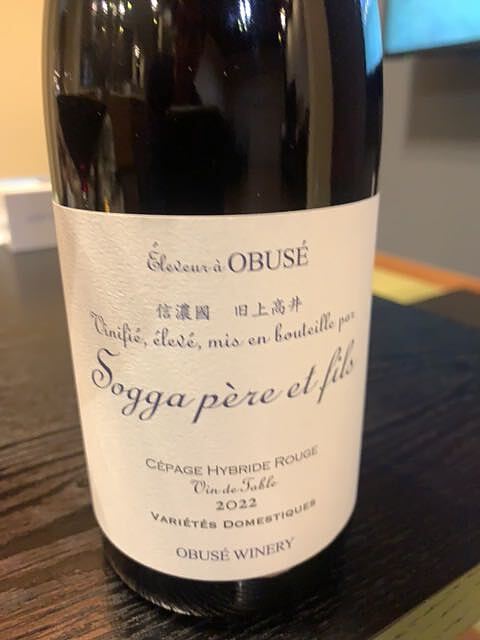 Éleveur à OBUSÉ
信濃國 旧上高井
Vinifié, élevé, mis en bouteille par
Sogga père et fils
CÉPAGE HYBRIDE ROUGE
Vin de Table
2022
VARIÉTÉS DOMESTIQUES
OBUSÉ WINERY